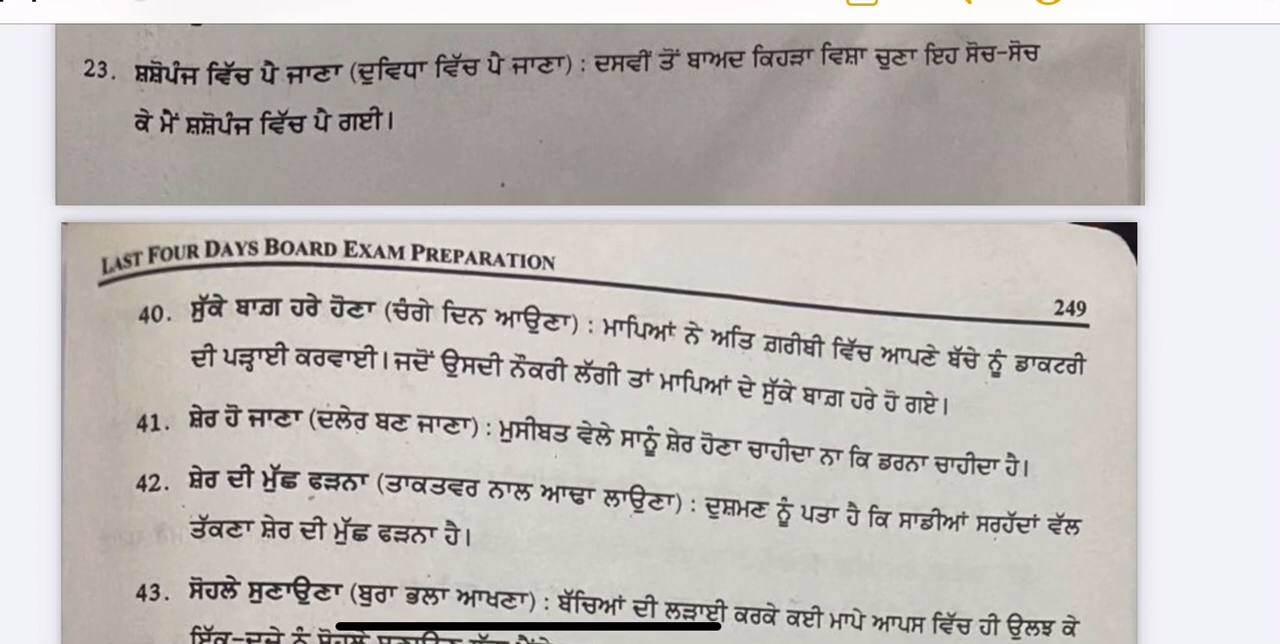 23. ਸ਼ਸ਼ੋਪੰਜ ਵਿੱਚ ਪੈ ਜਾਣਾ (ਦੁਵਿਧਾ ਵਿੱਚ ਪੈ ਜਾਣਾ) : ਦਸਵੀਂ ਤੋਂ ਬਾਅਦ ਕਿਹੜਾ ਵਿਸ਼ਾ ਚੁਣਾ ਇਹ ਸੋਚ-ਸੋਚ
ਕੇ ਮੈਂ ਸ਼ਸ਼ੋਪੰਜ ਵਿੱਚ ਪੈ ਗਈ।
LAST FOUR DAYS BOARD EXAM PREPARATION
249
40. ਸੁੱਕੇ ਬਾਗ਼ ਹਰੇ ਹੋਣਾ (ਚੰਗੇ ਦਿਨ ਆਉਣਾ) : ਮਾਪਿਆਂ ਨੇ ਅਤਿ ਗ਼ਰੀਬੀ ਵਿੱਚ ਆਪਣੇ ਬੱਚੇ ਨੂੰ ਡਾਕਟਰੀ
ਦੀ ਪੜ੍ਹਾਈ ਕਰਵਾਈ। ਜਦੋਂ ਉਸਦੀ ਨੌਕਰੀ ਲੱਗੀ ਤਾਂ ਮਾਪਿਆਂ ਦੇ ਸੁੱਕੇ ਬਾਗ਼ ਹਰੇ ਹੋ ਗਏ।
41. ਸ਼ੇਰ ਹੋ ਜਾਣਾ (ਦਲੇਰ ਬਣ ਜਾਣਾ) : ਮੁਸੀਬਤ ਵੇਲੇ ਸਾਨੂੰ ਸ਼ੇਰ ਹੋਣਾ ਚਾਹੀਦਾ ਨਾ ਕਿ ਡਰਨਾ ਚਾਹੀਦਾ ਹੈ।
42. ਸ਼ੇਰ ਦੀ ਮੁੱਛ ਫੜਨਾ (ਤਾਕਤਵਰ ਨਾਲ ਆਢਾ ਲਾਉਣਾ) : ਦੁਸ਼ਮਣ ਨੂੰ ਪਤਾ ਹੈ ਕਿ ਸਾਡੀਆਂ ਸਰਹੱਦਾਂ ਵੱਲ
ਤੱਕਣਾ ਸ਼ੇਰ ਦੀ ਮੁੱਛ ਫੜਨਾ ਹੈ।
43. ਸੋਹਲੇ ਸੁਣਾਉਣਾ (ਬੁਰਾ ਭਲਾ ਆਖਣਾ) : ਬੱਚਿਆਂ ਦੀ ਲੜਾਈ ਕਰਕੇ ਕਈ ਮਾਪੇ ਆਪਸ ਵਿੱਚ ਹੀ ਉਲਝ ਕੇ
ਇੱਕ-ਦੂਜੇ ਨੂੰ ਸੋਹਲੇ